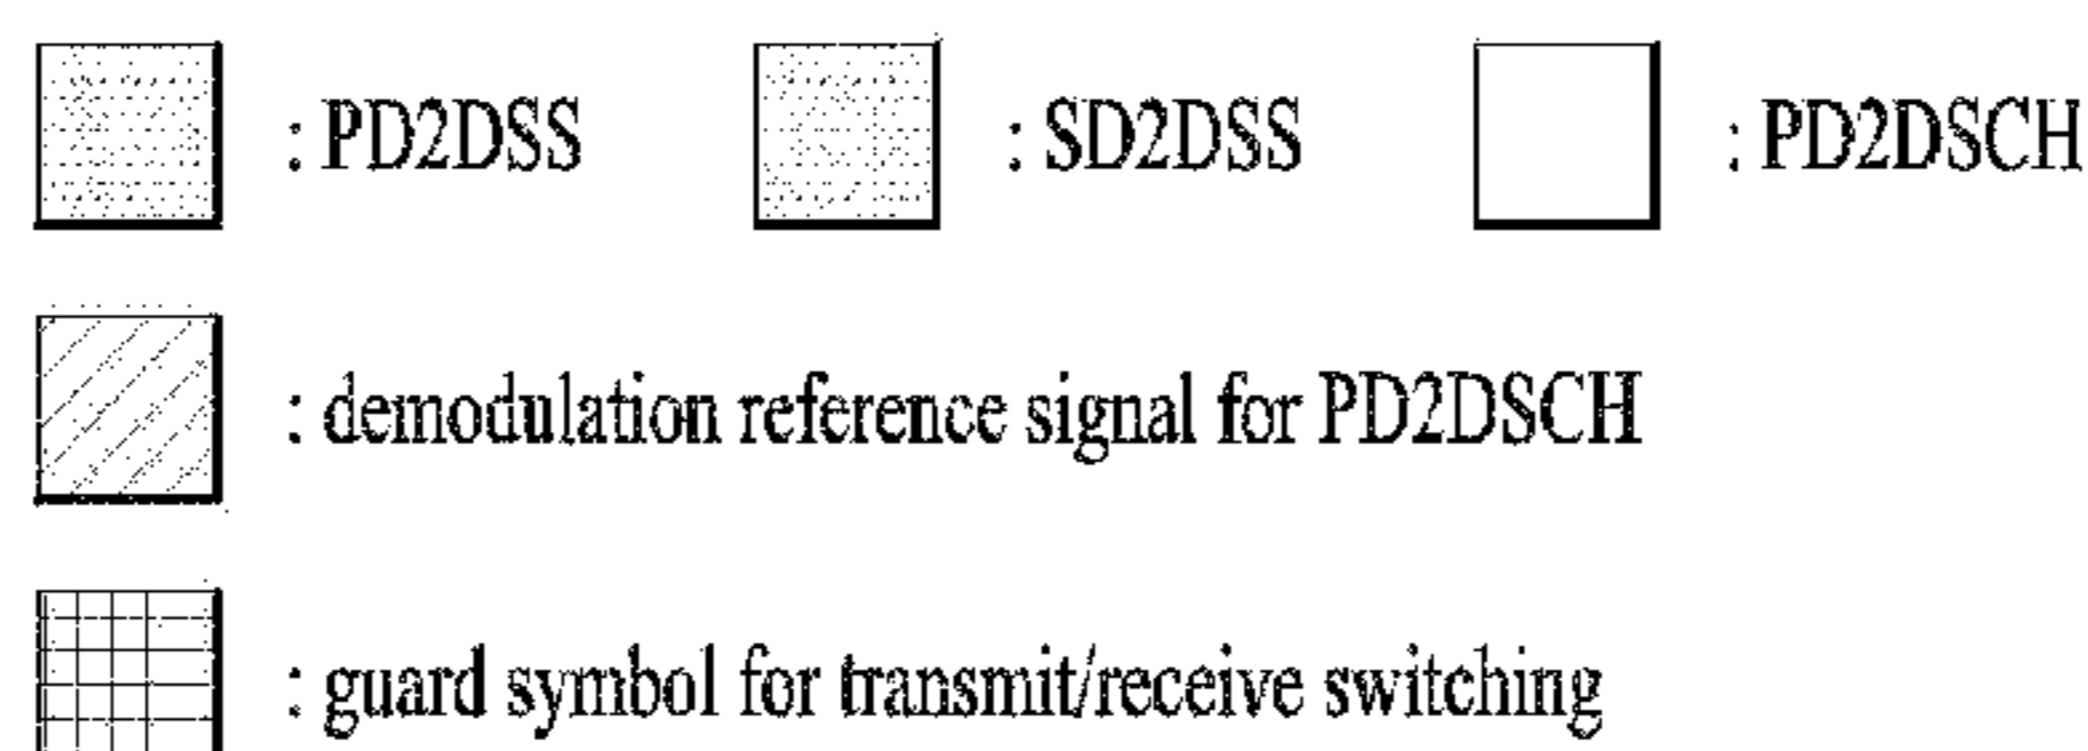 : PD2DSS : SD2DSS : PD2DSCH
: demodulation reference signal for PD2DSCH
: guard symbol for transmit/receive switching